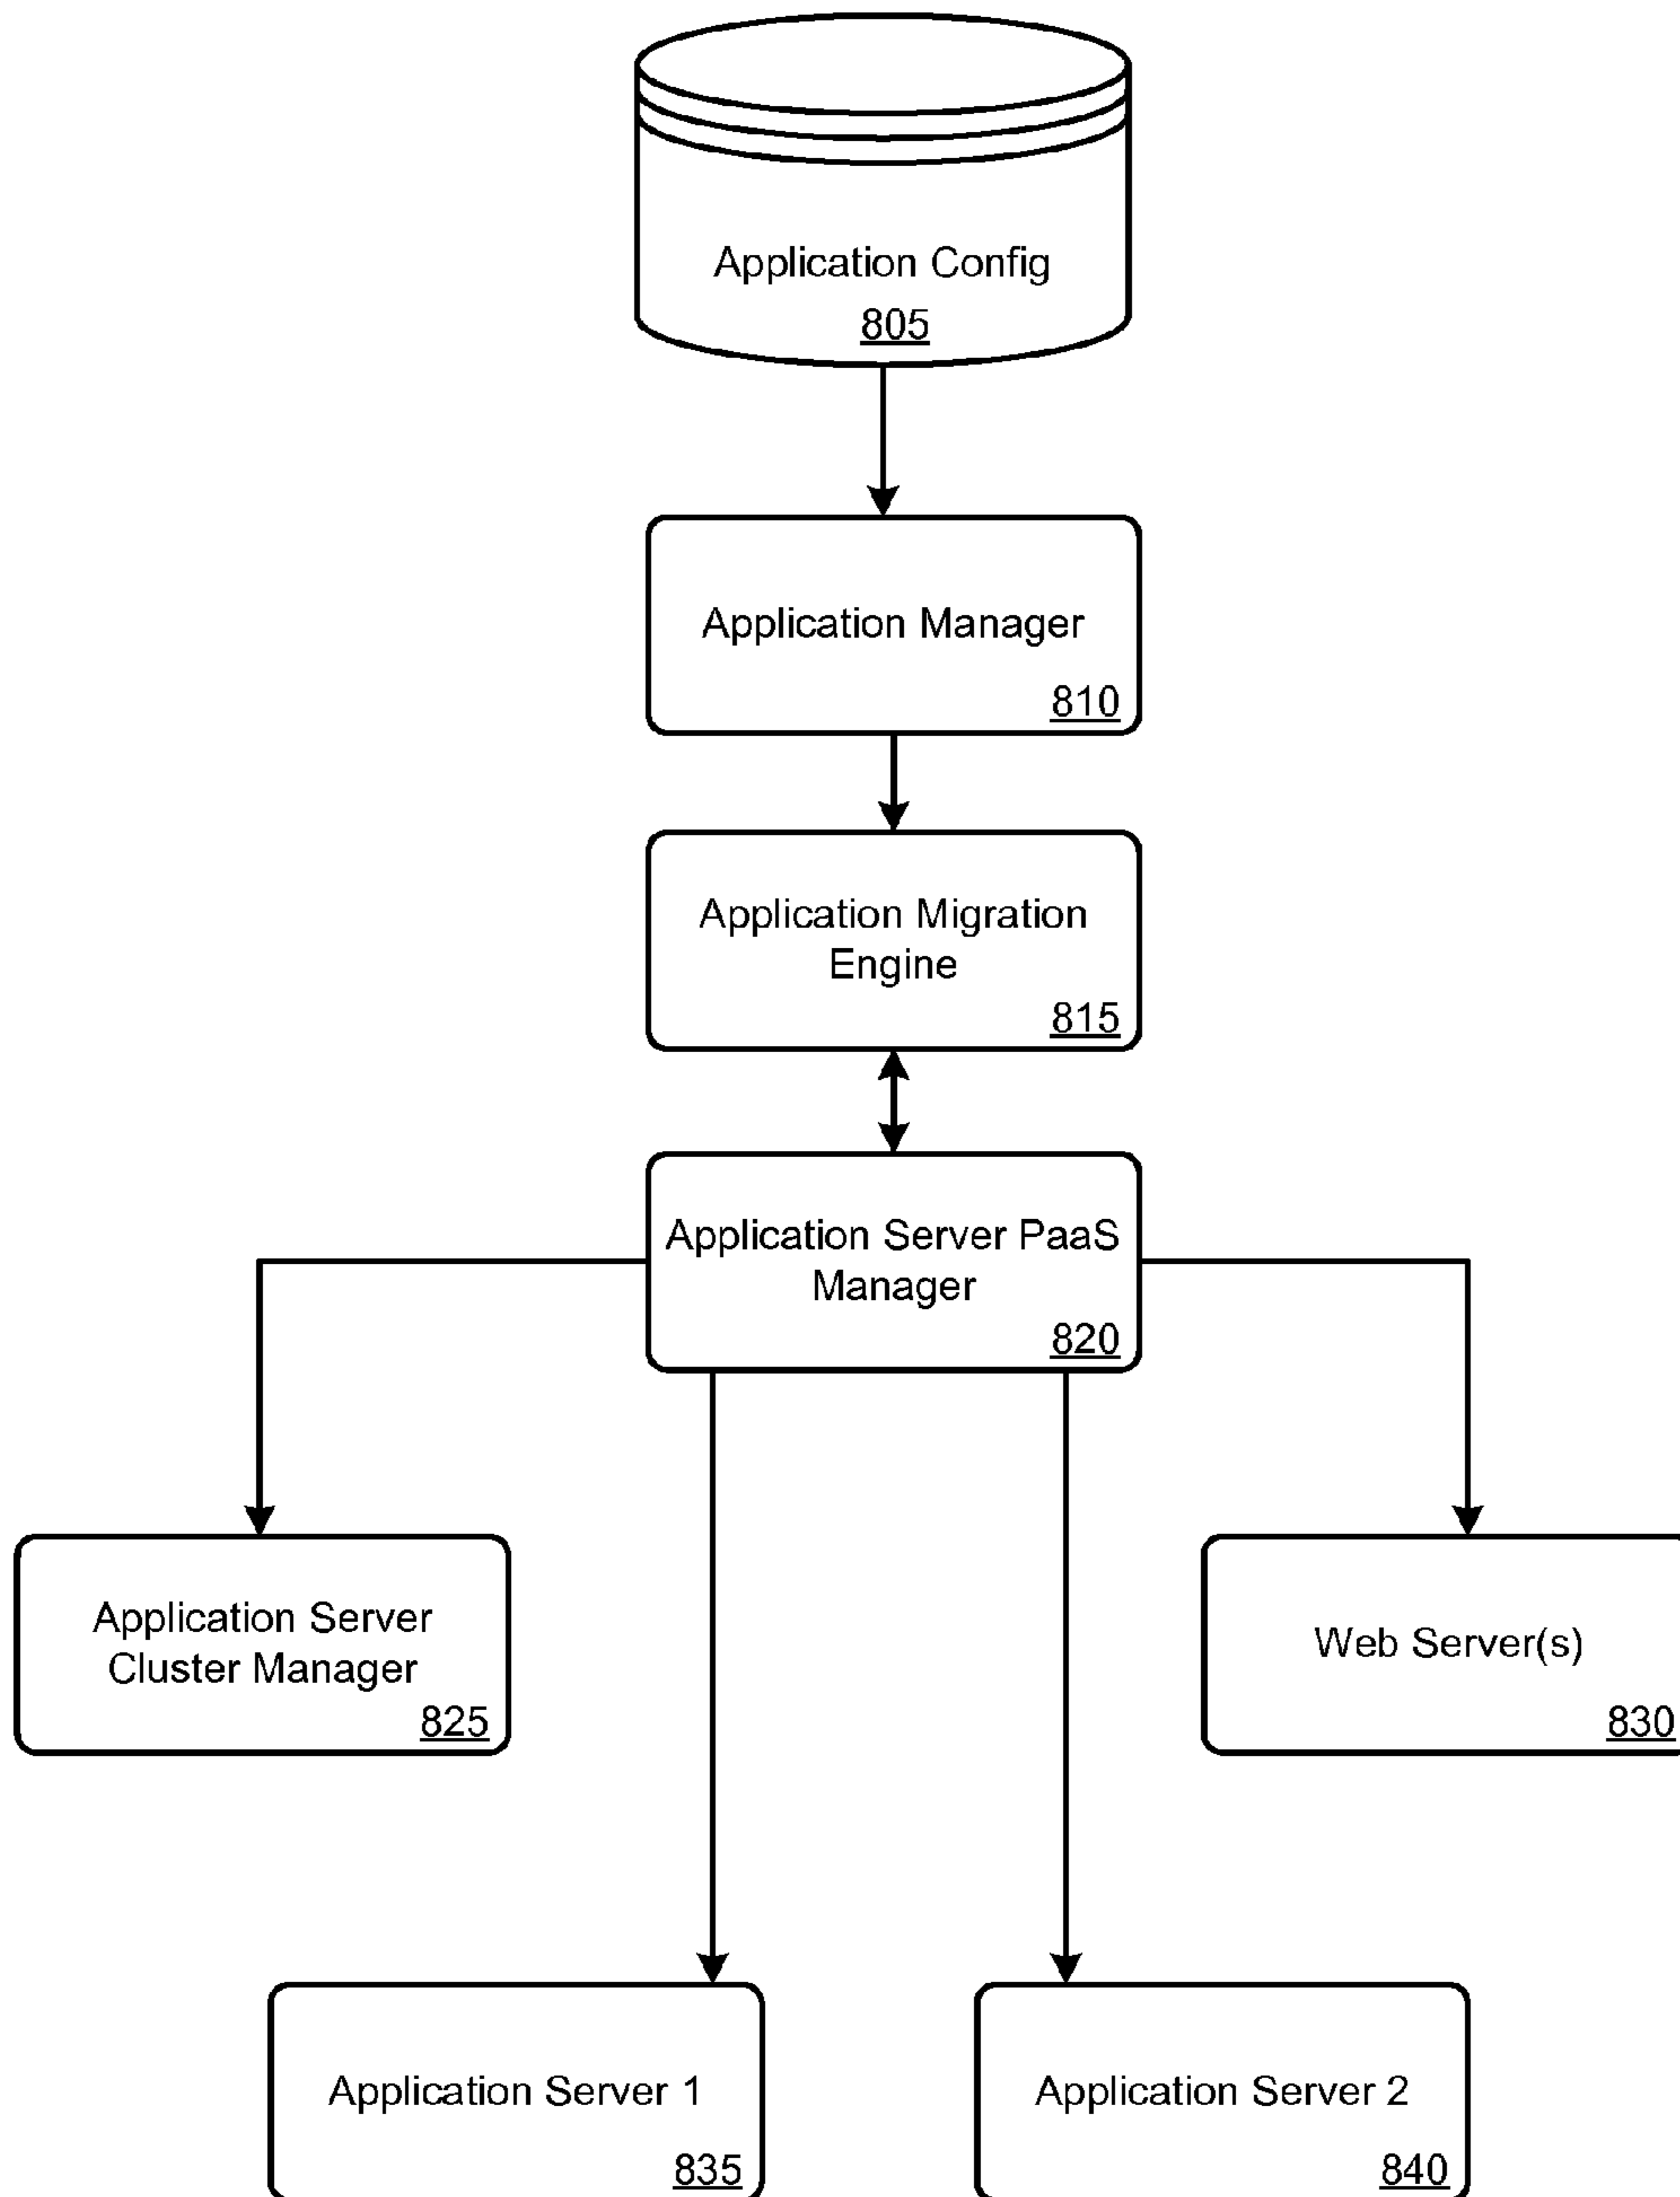 Application Config
805
Application Manager
810
Application Migration
Engine
815
Application Server PaaS
Manager
820
Application Server
Cluster Manager
825
Web Server(s)
830
Application Server 1
835
Application Server 2
840